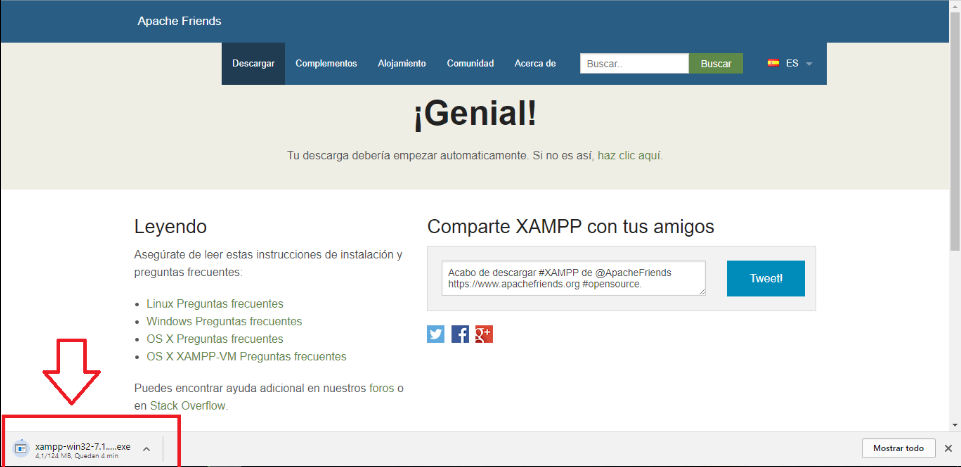 Apache Friends
Descargar Complementos Alojamiento Comunidad Acerca de Buscar.. Buscar ES
¡Genial!
Tu descarga debería empezar automaticamente. Si no es así, haz clic aquí.
Leyendo
Asegúrate de leer estas instrucciones de instalación y
preguntas frecuentes:
Linux Preguntas frecuentes
Windows Preguntas frecuentes
OS X Preguntas frecuentes
OS X XAMPP-VM Preguntas frecuentes
Puedes encontrar ayuda adicional en nuestros foros o
en Stack Overflow.
Comparte XAMPP con tus amigos
Acabo de descargar #XAMPP de @ApacheFriends
https://www.apachefriends.org #opensource.
Tweet!
xampp-win32-7.1.....exe
4.1/124 MB, Quedan 4 min
Mostrar todo